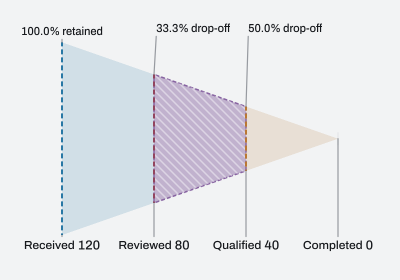 100.0% retained
33.3% drop-off
50.0% drop-off
Received 120
Reviewed 80
Qualified 40
Completed 0